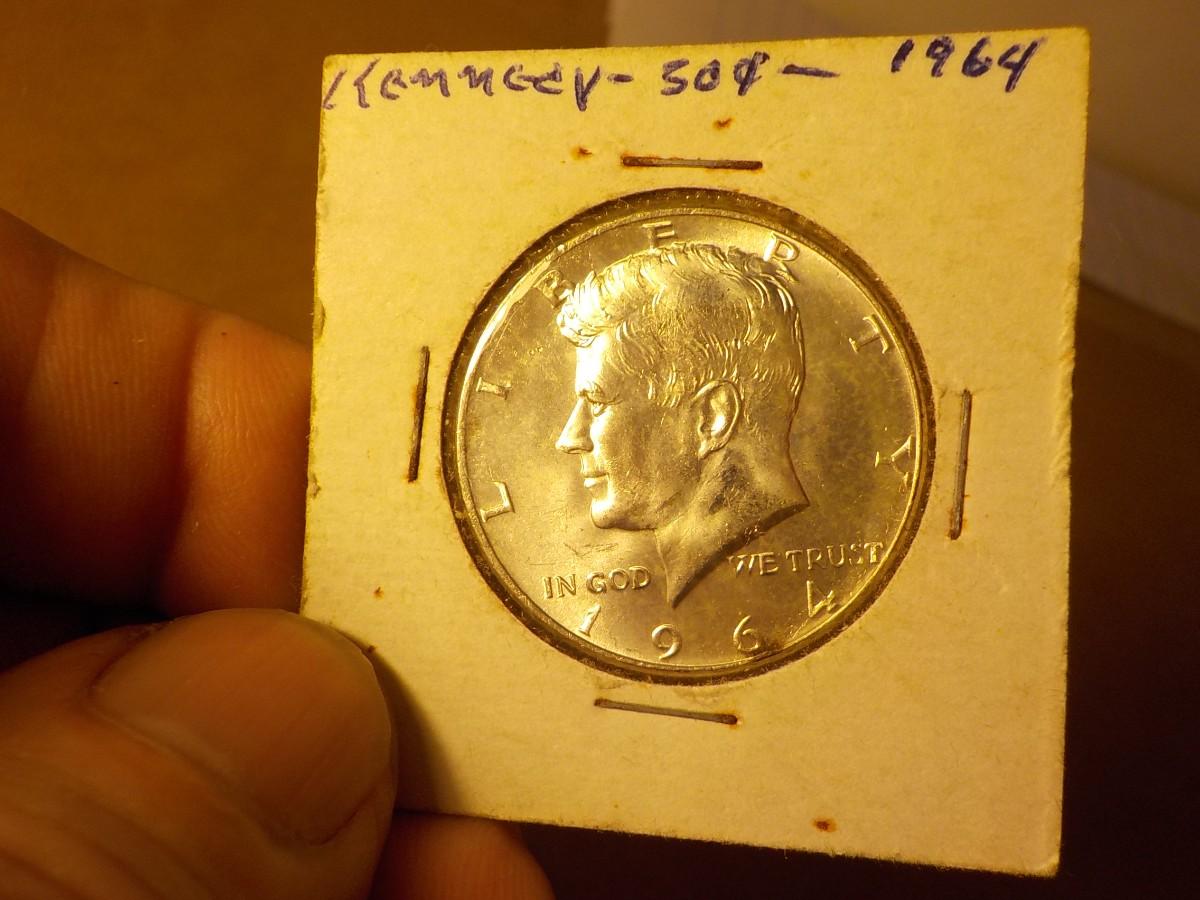 Kennedy - 50¢ - 1964
LIBERTY
IN GOD WE TRUST
1964